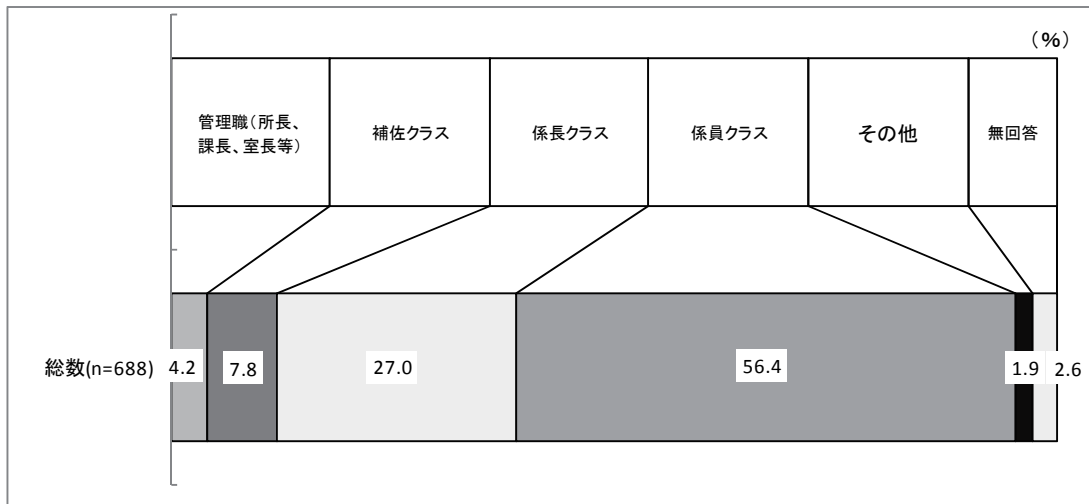 （%）
管理職（所長、
課長、室長等）
補佐クラス
係長クラス
係員クラス
その他
無回答
総数(n=688)
4.2
7.8
27.0
56.4
1.9
2.6